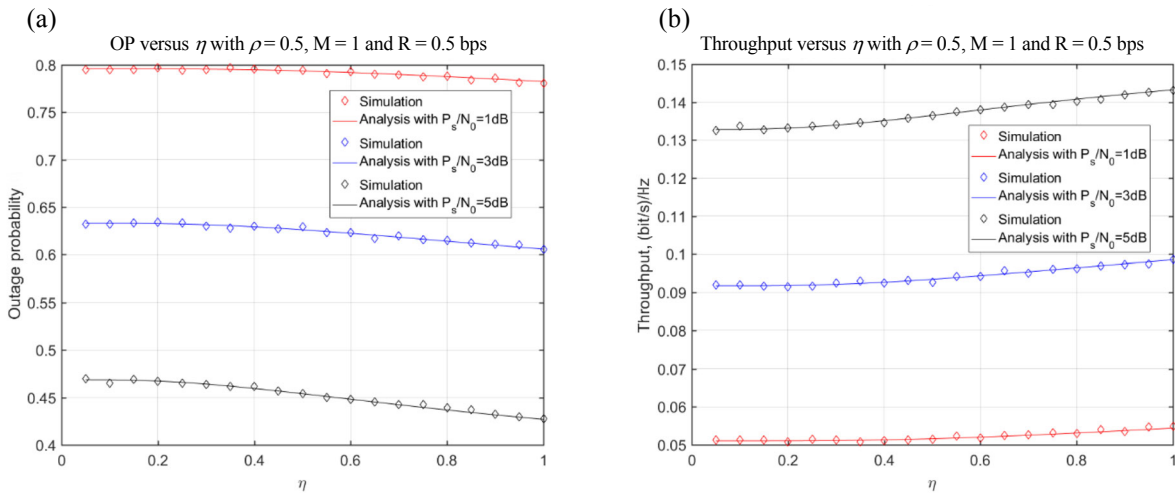 (a)
OP versus η with ρ = 0.5, M = 1 and R = 0.5 bps
0.8
0.75
0.7
0.65
0.6
0.55
0.5
0.45
0.4
Outage probability
Simulation
Analysis with Ps/N0=1dB
Simulation
Analysis with Ps/N0=3dB
Simulation
Analysis with Ps/N0=5dB
0 0.2 0.4 0.6 0.8 1
η
(b)
Throughput versus η with ρ = 0.5, M = 1 and R = 0.5 bps
0.15
0.14
0.13
0.12
0.11
0.1
0.09
0.08
0.07
0.06
0.05
Throughput, (bit/s)/Hz
Simulation
Analysis with Ps/N0=1dB
Simulation
Analysis with Ps/N0=3dB
Simulation
Analysis with Ps/N0=5dB
0 0.2 0.4 0.6 0.8 1
η